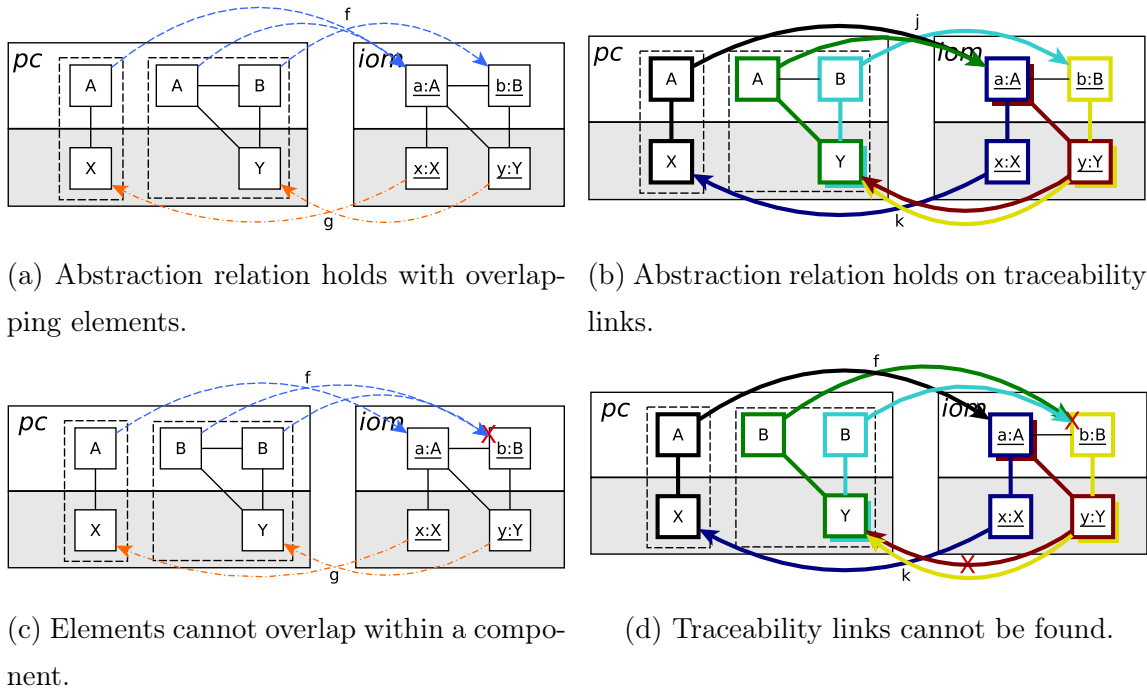 f
pc
iom
A
A
B
a:A
b:B
X
Y
x:X
y:Y
g
(a) Abstraction relation holds with overlap-
ping elements.
j
pc
iom
A
A
B
a:A
b:B
X
Y
x:X
y:Y
k
(b) Abstraction relation holds on traceability
links.
f
pc
iom
A
B
B
a:A
X
b:B
X
Y
x:X
y:Y
g
(c) Elements cannot overlap within a compo-
nent.
f
pc
iom
A
B
B
a:A
X
b:B
X
Y
x:X
y:Y
X
k
(d) Traceability links cannot be found.